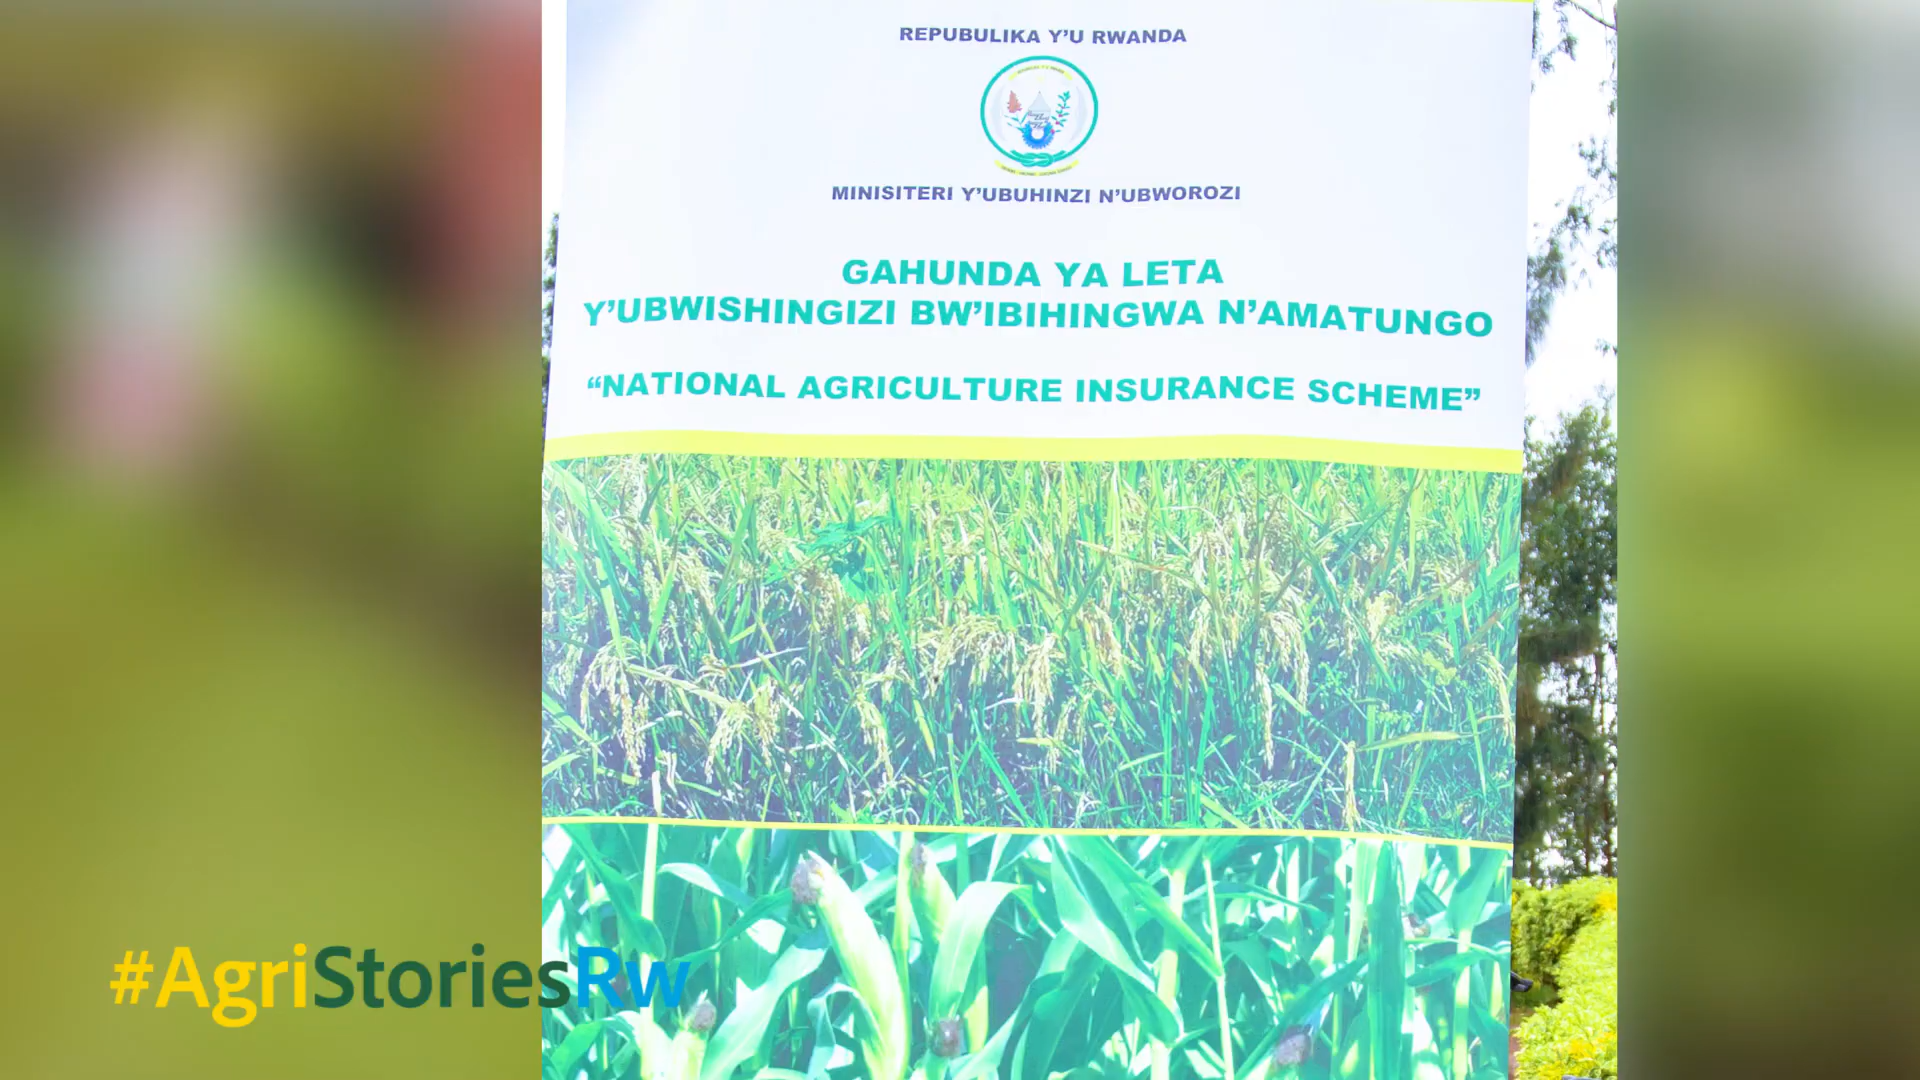 REPUBULIKA Y'U RWANDA
MINISITERI Y'UBUHINZI N'UBWOROZI
GAHUNDA YA LETA
Y'UBWISHINGIZI BW'IBIHINGWA N'AMATUNGO
“NATIONAL AGRICULTURE INSURANCE SCHEME”
#AgriStoriesRw